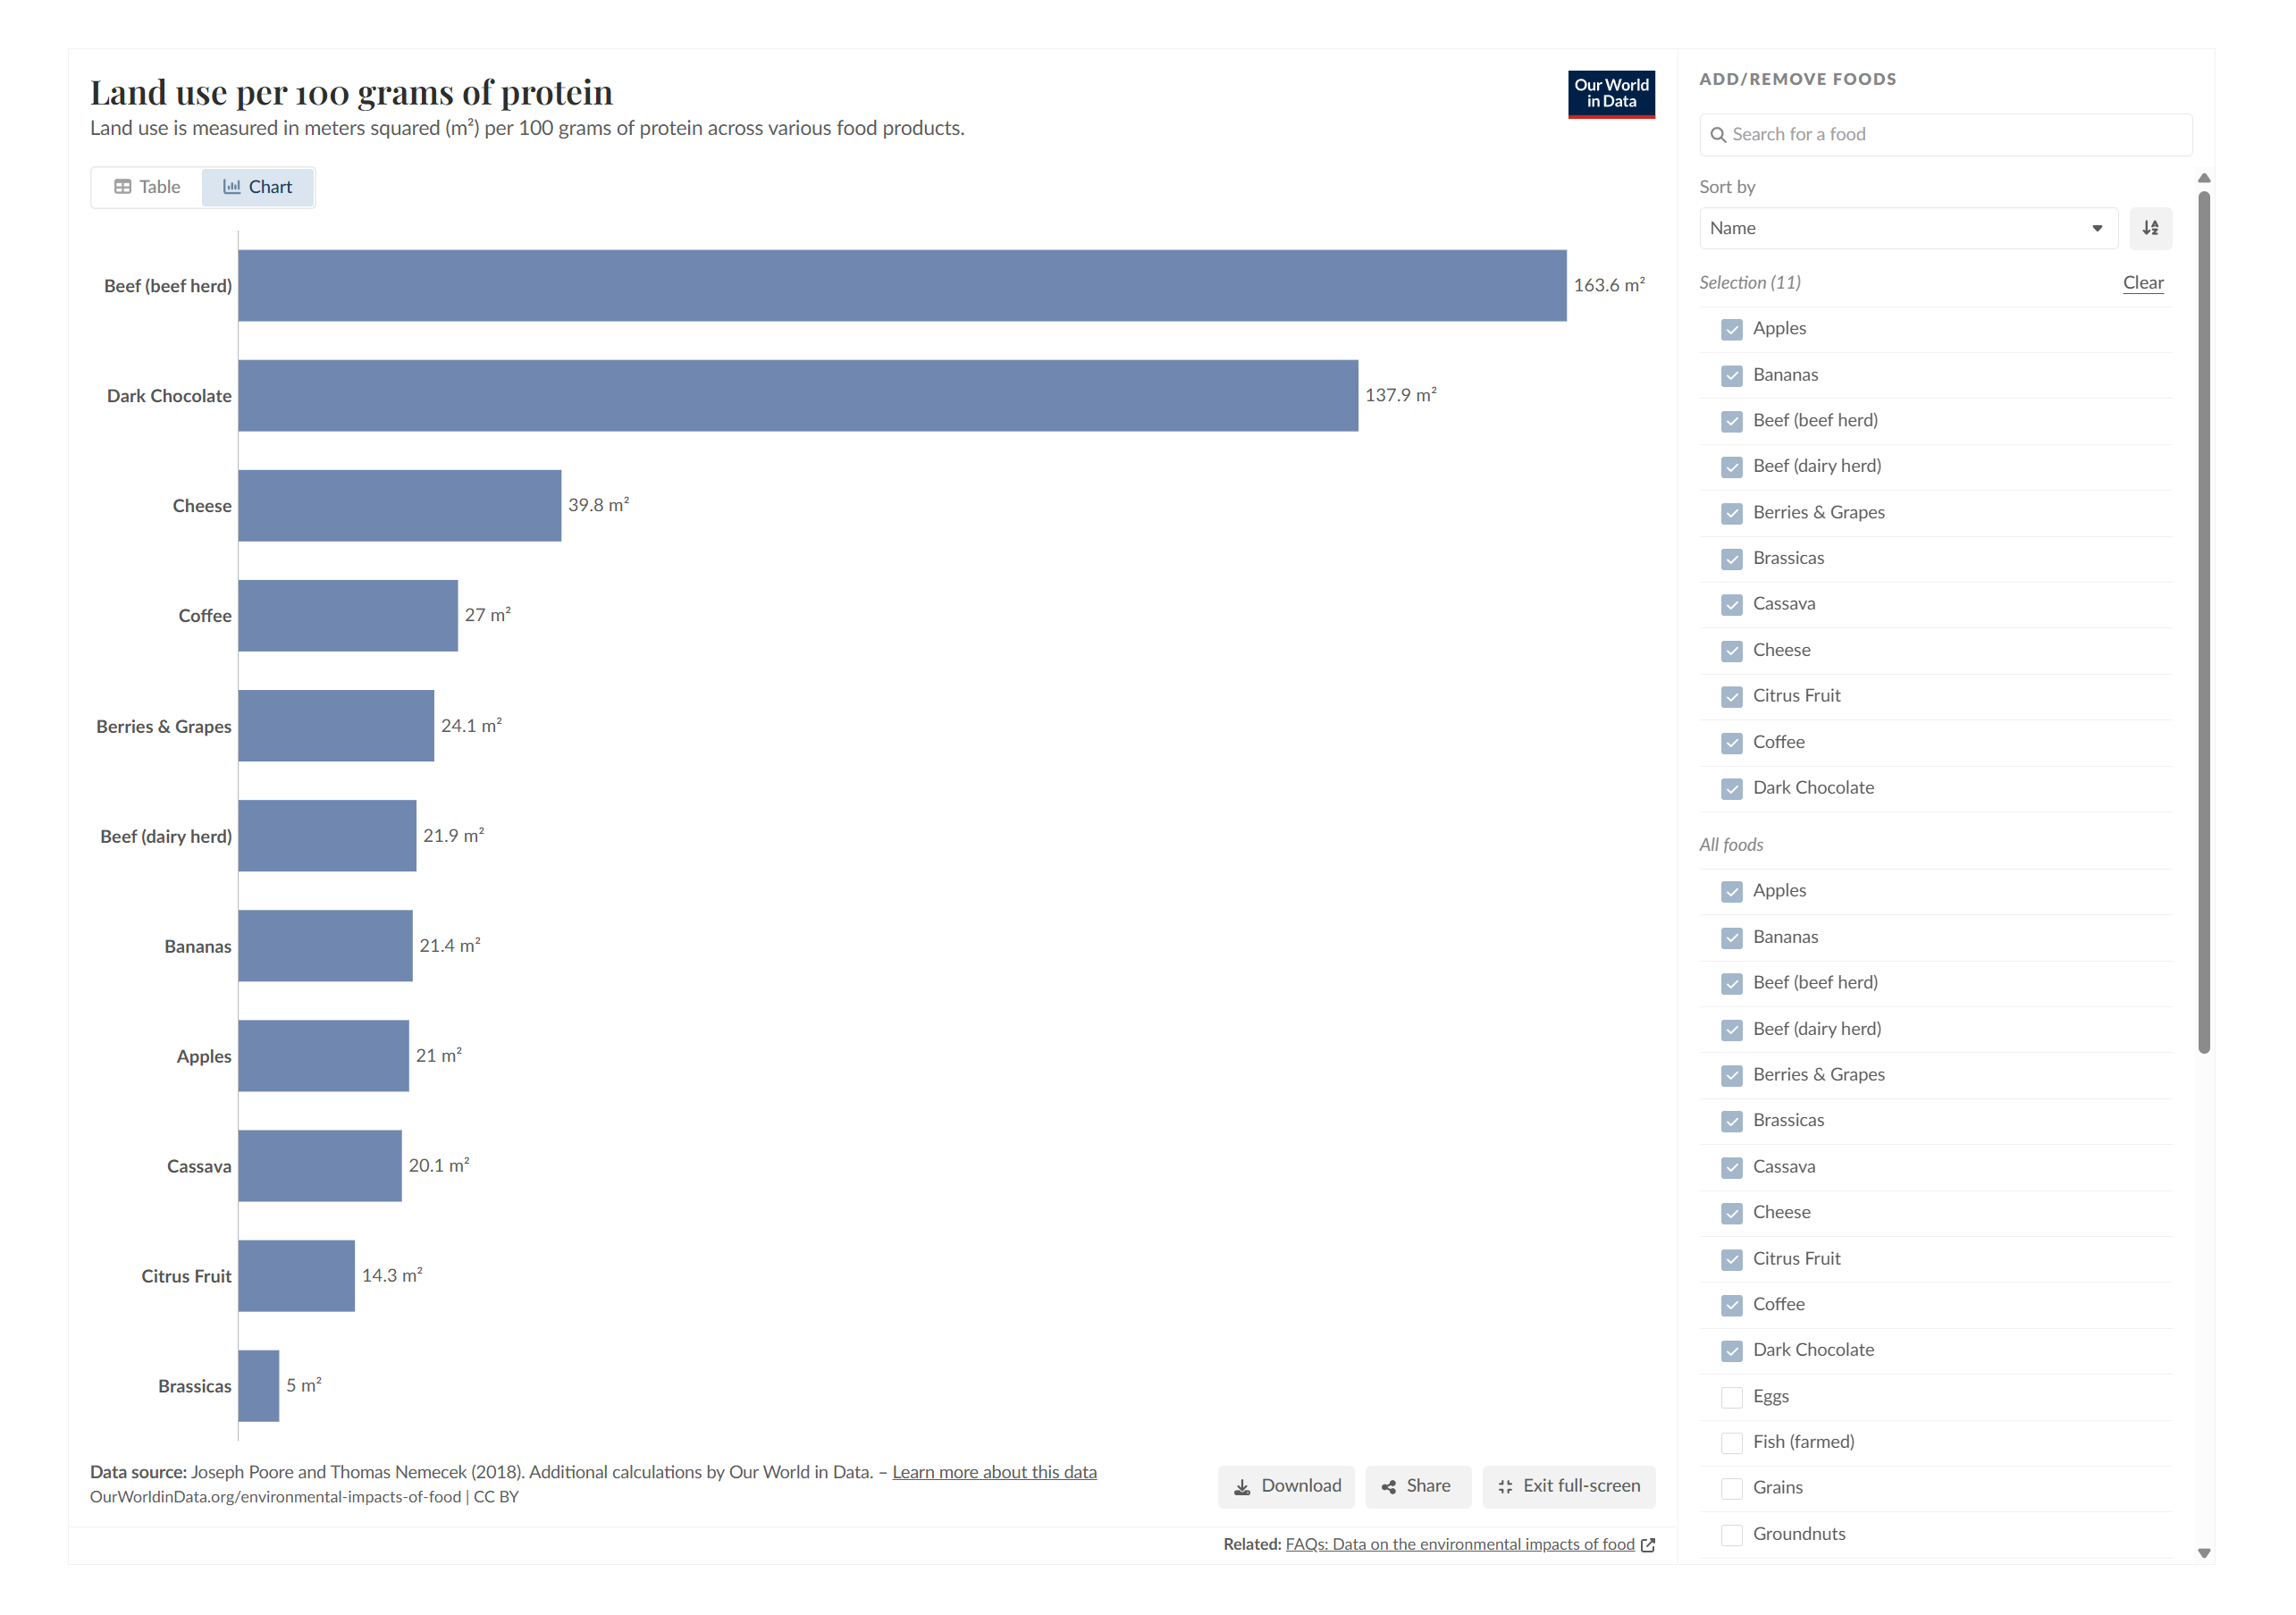 Land use per 100 grams of protein
Land use is measured in meters squared (m²) per 100 grams of protein across various food products.
Our World
in Data
Table
Chart
Beef (beef herd)
163.6 m²
Dark Chocolate
137.9 m²
Cheese
39.8 m²
Coffee
27 m²
Berries & Grapes
24.1 m²
Beef (dairy herd)
21.9 m²
Bananas
21.4 m²
Apples
21 m²
Cassava
20.1 m²
Citrus Fruit
14.3 m²
Brassicas
5 m²
Data source: Joseph Poore and Thomas Nemecek (2018). Additional calculations by Our World in Data. – Learn more about this data
OurWorldinData.org/environmental-impacts-of-food | CC BY
Download
Share
Exit full-screen
Related: FAQs: Data on the environmental impacts of food
ADD/REMOVE FOODS
Search for a food
Sort by
Name
Selection (11)
Clear
Apples
Bananas
Beef (beef herd)
Beef (dairy herd)
Berries & Grapes
Brassicas
Cassava
Cheese
Citrus Fruit
Coffee
Dark Chocolate
All foods
Apples
Bananas
Beef (beef herd)
Beef (dairy herd)
Berries & Grapes
Brassicas
Cassava
Cheese
Citrus Fruit
Coffee
Dark Chocolate
Eggs
Fish (farmed)
Grains
Groundnuts